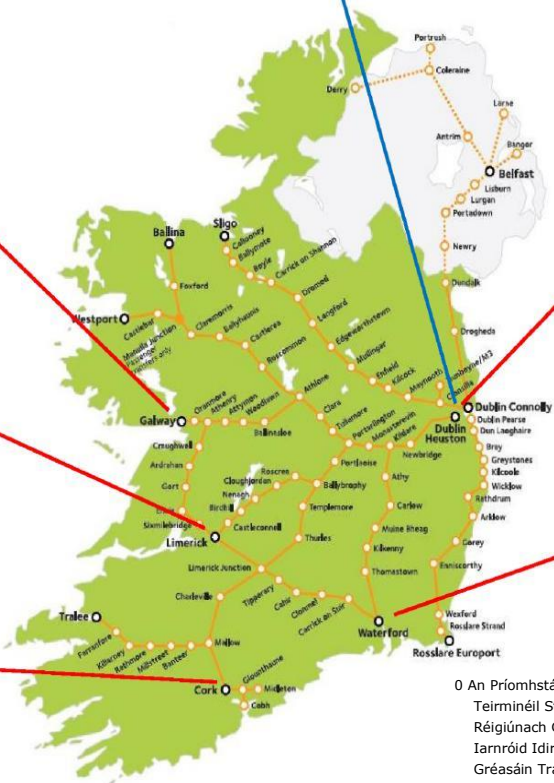 Portrush
Coleraine
Derry
Larne
Antrim
Bangor
Belfast
Lisburn
Lurgan
Portadown
Newry
Dundalk
Drogheda
Sligo
Collooney
Ballymote
Boyle
Carrick on Shannon
Dromod
Longford
Edgeworthstown
Mullingar
Enfield
Kilcock
Maynooth
Dunboyne/M3
Connolly
Ballina
Foxford
Westport
Castlebar
Manulla Junction
Passenger
transfers only
Claremorris
Ballyhaunis
Castlerea
Roscommon
Athlone
Galway
Oranmore
Athenry
Attymon
Woodlawn
Ballinasloe
Clara
Tullamore
Portarlington
Monasterevin
Kildare
Newbridge
Dublin
Heuston
Dublin Connolly
Dublin Pearse
Dun Laoghaire
Bray
Greystones
Kilcoole
Wicklow
Rathdrum
Arklow
Gorey
Enniscorthy
Wexford
Rosslare Strand
Rosslare Europort
Craughwell
Ardrahan
Gort
Ennis
Sixmilebridge
Limerick
Roscrea
Cloughjordan
Nenagh
Birdhill
Castleconnell
Portlaoise
Ballybrophy
Templemore
Thurles
Athy
Carlow
Muine Bheag
Kilkenny
Thomastown
Waterford
Limerick Junction
Tipperary
Cahir
Clonmel
Carrick on Suir
Charleville
Mallow
Tralee
Farranfore
Killarney
Rathmore
Millstreet
Banteer
Cork
Glounthaune
Midleton
Cobh
0 An Príomhstá
Teirminéil S
Réigiúnach
Iarnróid Idir
Gréasáin Tra